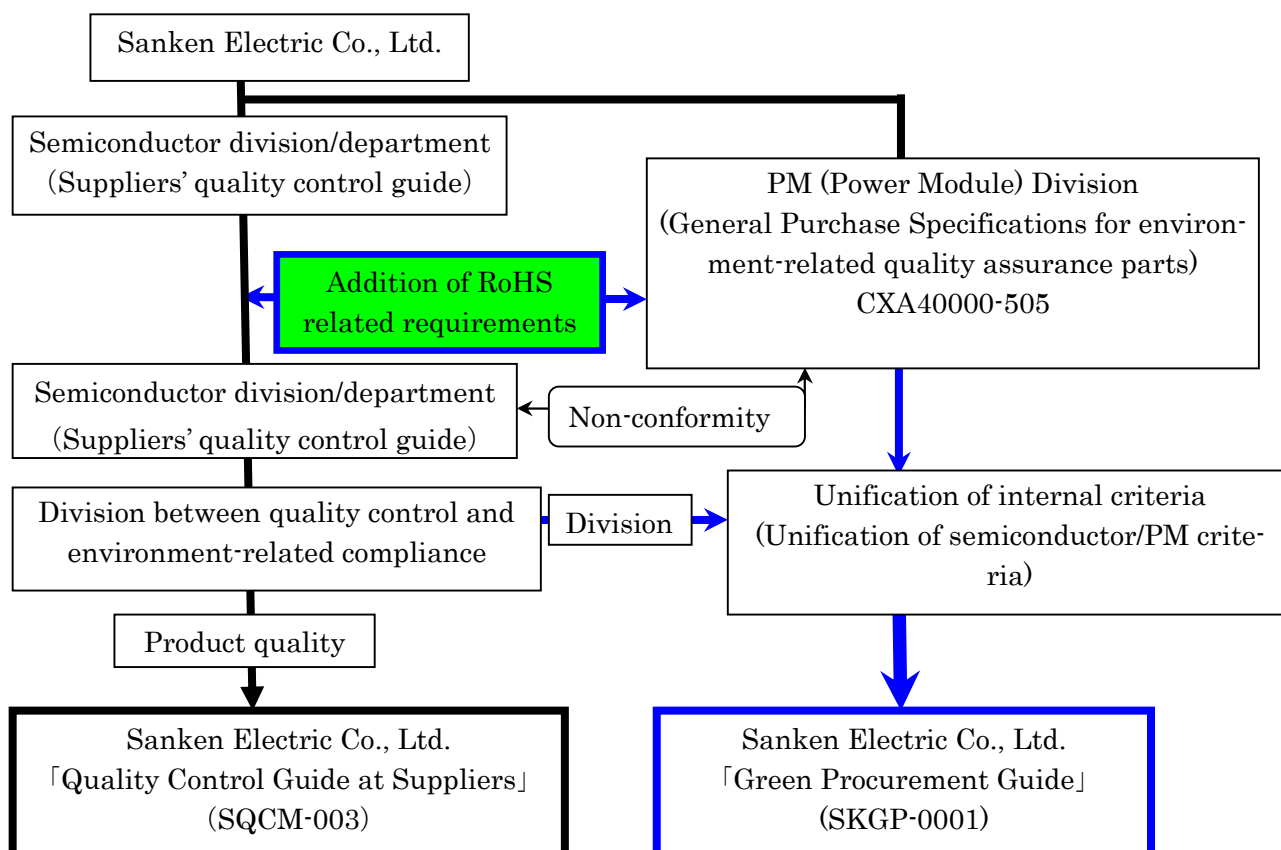 Sanken Electric Co., Ltd.
Semiconductor division/department
(Suppliers’ quality control guide)
PM (Power Module) Division
(General Purchase Specifications for environ-
ment-related quality assurance parts)
CXA40000-505
Addition of RoHS
related requirements
Semiconductor division/department
(Suppliers’ quality control guide)
Non-conformity
Division between quality control and
environment-related compliance
Division
Unification of internal criteria
(Unification of semiconductor/PM crite-
ria)
Product quality
Sanken Electric Co., Ltd.
「Quality Control Guide at Suppliers」
(SQCM-003)
Sanken Electric Co., Ltd.
「Green Procurement Guide」
(SKGP-0001)